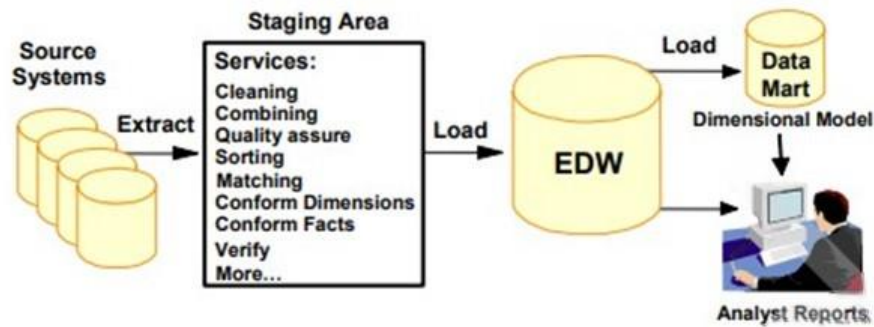 Staging Area
Source
Systems
Extract
Services:
Cleaning
Combining
Quality assure
Sorting
Matching
Conform Dimensions
Conform Facts
Verify
More...
Load
EDW
Load
Data
Mart
Dimensional Model
Analyst Reports